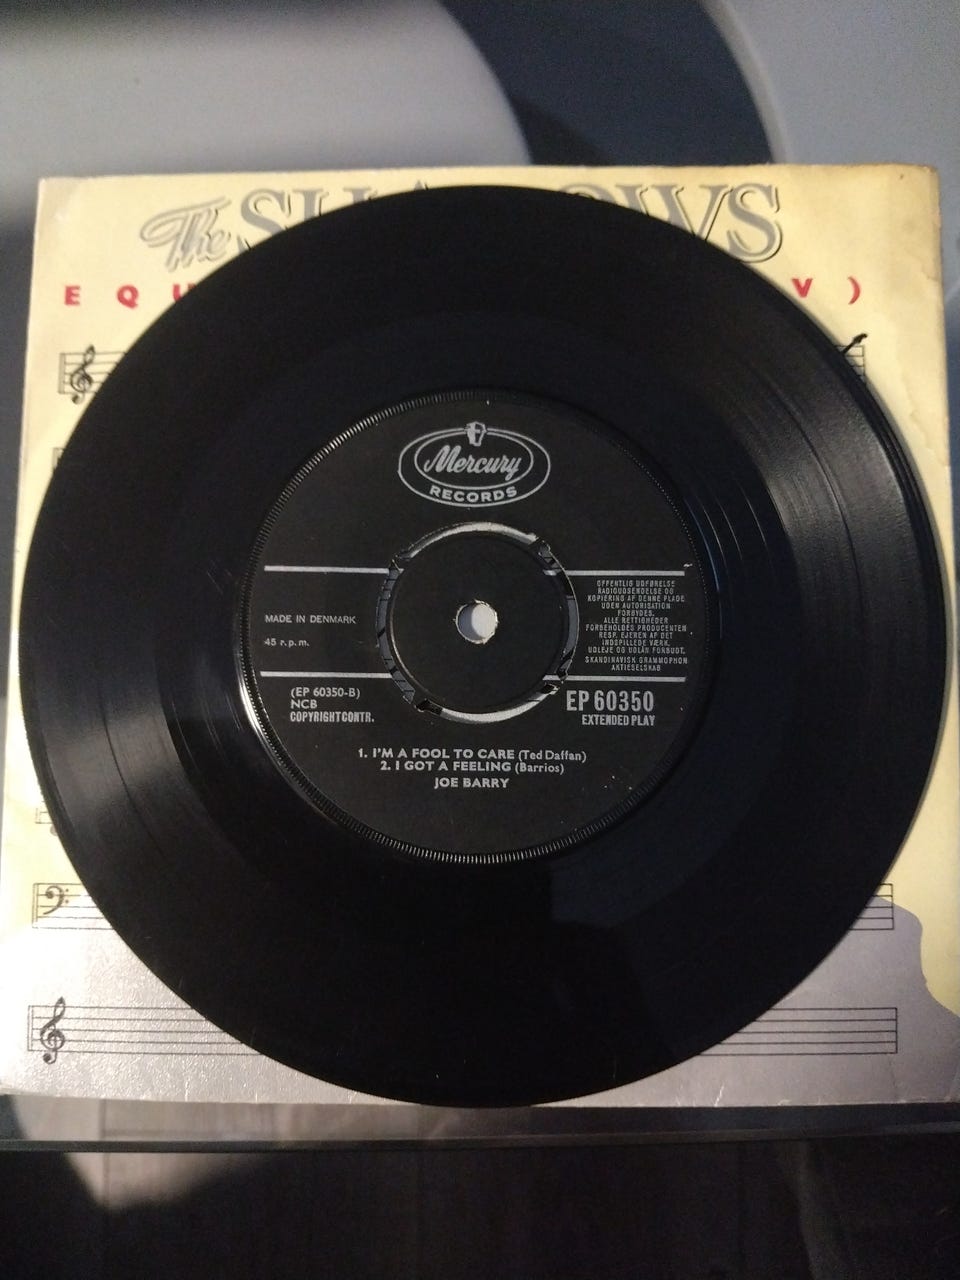 The SHADOWS
EQU V)
Mercury
RECORDS
MADE IN DENMARK
45 r.p.m.
OFFENTLIG UDFØRELSE
RADIOUDSENDELSE OG
KOPIERING AF DENNE PLADE
UDEN AUTORISATION
FORBYDES.
ALLE RETTIGHEDER
FORBEHOLDES PRODUCENTEN
RESP. EJEREN AF DET
INDSPILLEDE VÆRK.
UDLEJE OG UDLÅN FORBUDT.
SKANDINAVISK GRAMMOPHON
AKTIESELSKAB
(EP 60350-B)
NCB
COPYRIGHT CONTR.
EP 60350
EXTENDED PLAY
1. I'M A FOOL TO CARE (Ted Daffan)
2. I GOT A FEELING (Barrios)
JOE BARRY